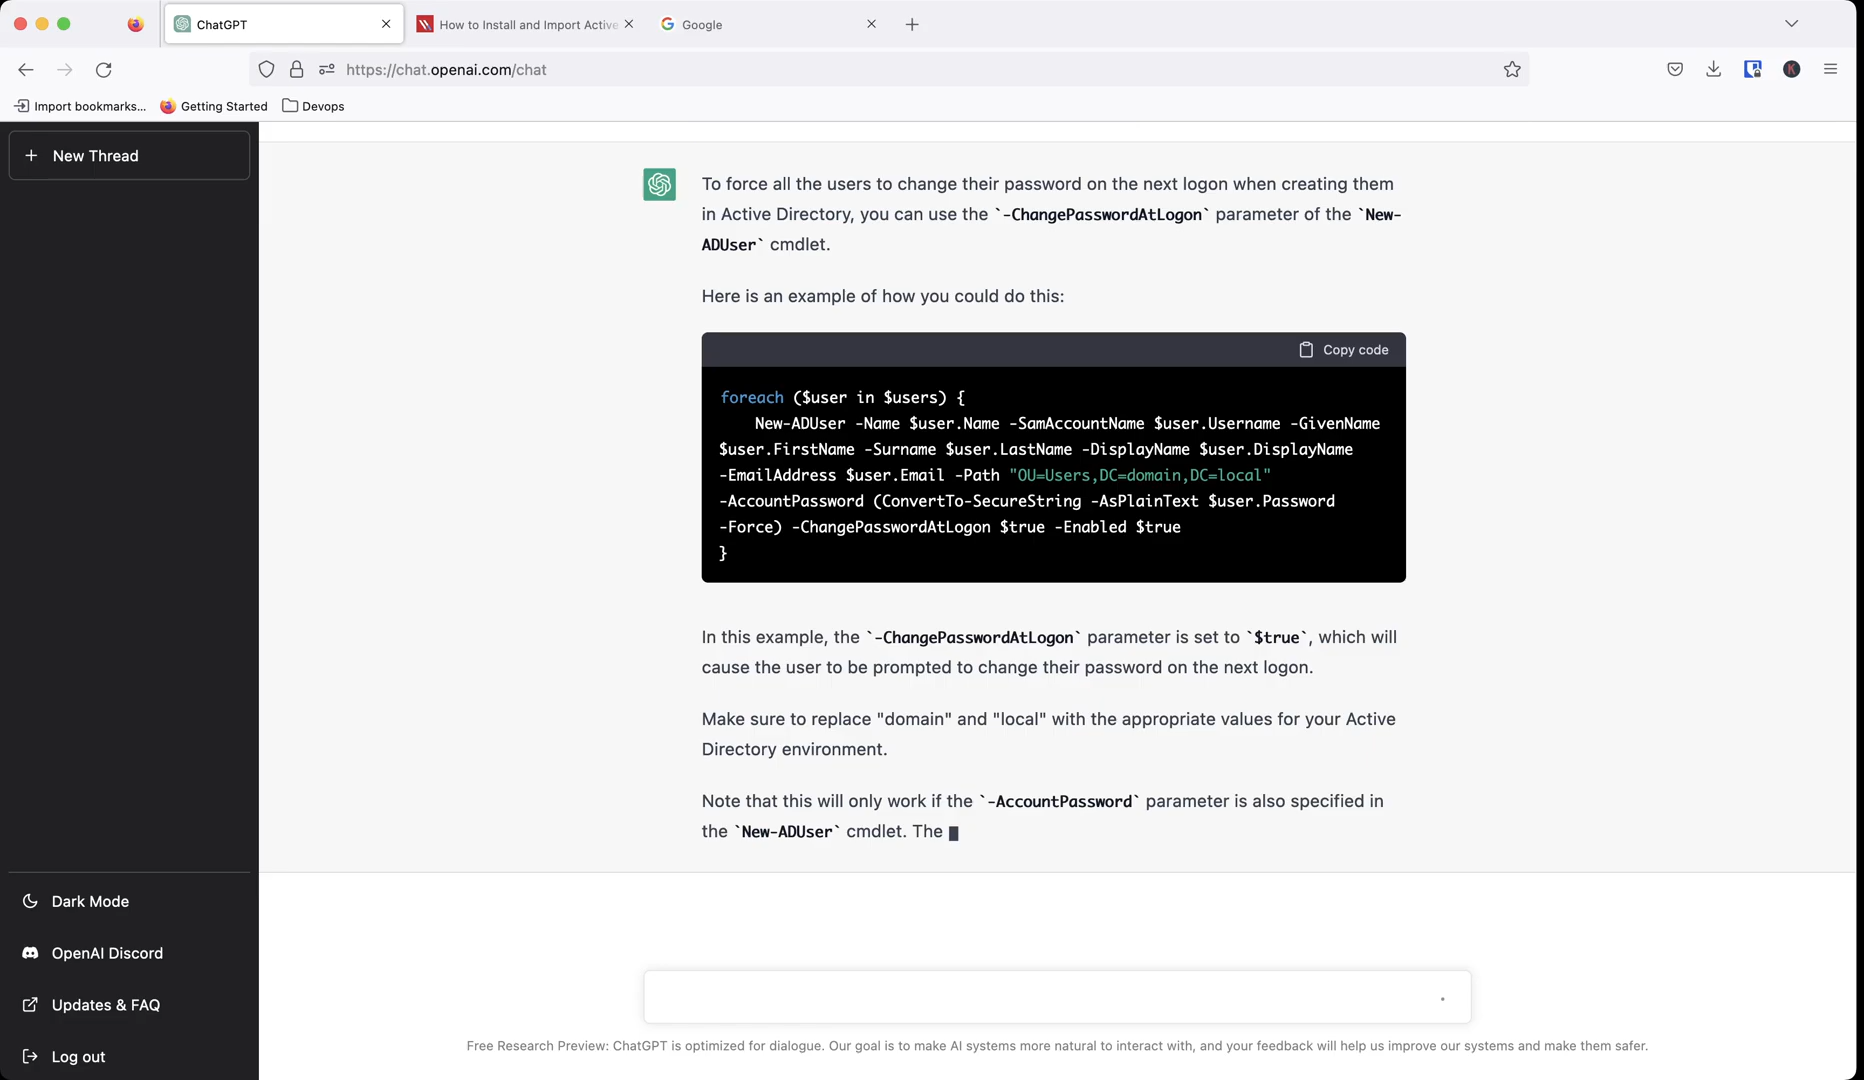 ChatGPT
How to Install and Import Active
Google
https://chat.openai.com/chat
Import bookmarks...
Getting Started
Devops
New Thread
To force all the users to change their password on the next logon when creating them
in Active Directory, you can use the `-ChangePasswordAtLogon` parameter of the `New-
ADUser` cmdlet.
Here is an example of how you could do this:
Copy code
foreach ($user in $users) {
New-ADUser -Name $user.Name -SamAccountName $user.Username -GivenName
$user.FirstName -Surname $user.LastName -DisplayName $user.DisplayName
-EmailAddress $user.Email -Path "OU=Users,DC=domain,DC=local"
-AccountPassword (ConvertTo-SecureString -AsPlainText $user.Password
-Force) -ChangePasswordAtLogon $true -Enabled $true
}
In this example, the `-ChangePasswordAtLogon` parameter is set to `$true`, which will
cause the user to be prompted to change their password on the next logon.
Make sure to replace "domain" and "local" with the appropriate values for your Active
Directory environment.
Note that this will only work if the `-AccountPassword` parameter is also specified in
the `New-ADUser` cmdlet. The
Dark Mode
OpenAI Discord
Updates & FAQ
Log out
Free Research Preview: ChatGPT is optimized for dialogue. Our goal is to make AI systems more natural to interact with, and your feedback will help us improve our systems and make them safer.